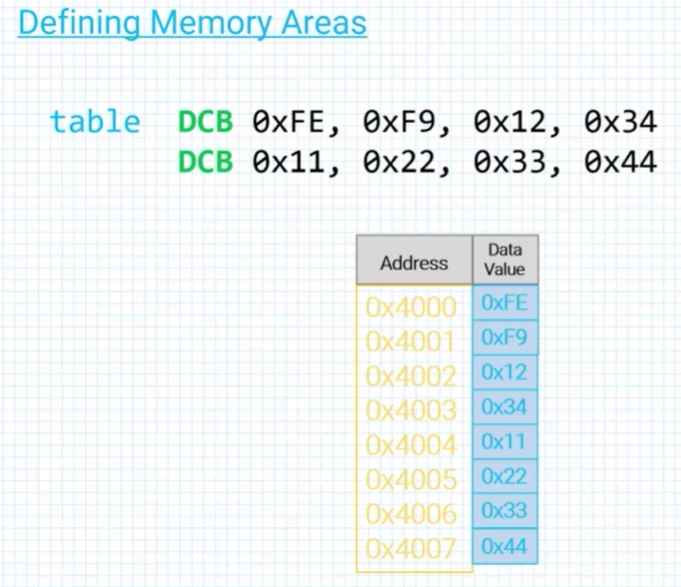 Defining Memory Areas
table DCB 0xFE, 0xF9, 0x12, 0x34
DCB 0x11, 0x22, 0x33, 0x44
Address Data Value
0x4000 0xFE
0x4001 0xF9
0x4002 0x12
0x4003 0x34
0x4004 0x11
0x4005 0x22
0x4006 0x33
0x4007 0x44